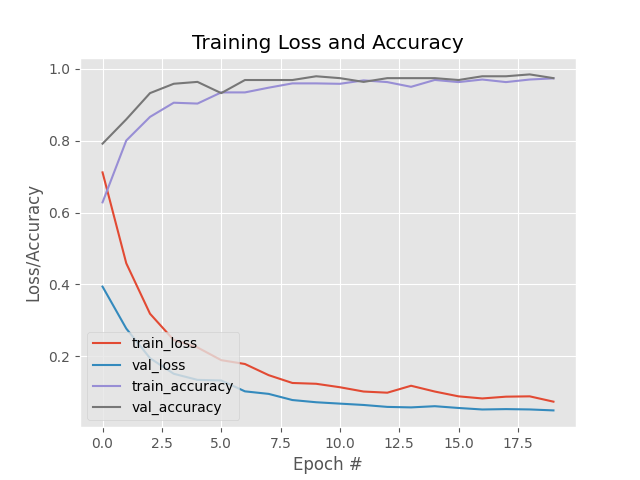 Training Loss and Accuracy
1.0
0.8
0.6
0.4
0.2
Loss/Accuracy
train_loss
val_loss
train_accuracy
val_accuracy
0.0 2.5 5.0 7.5 10.0 12.5 15.0 17.5
Epoch #